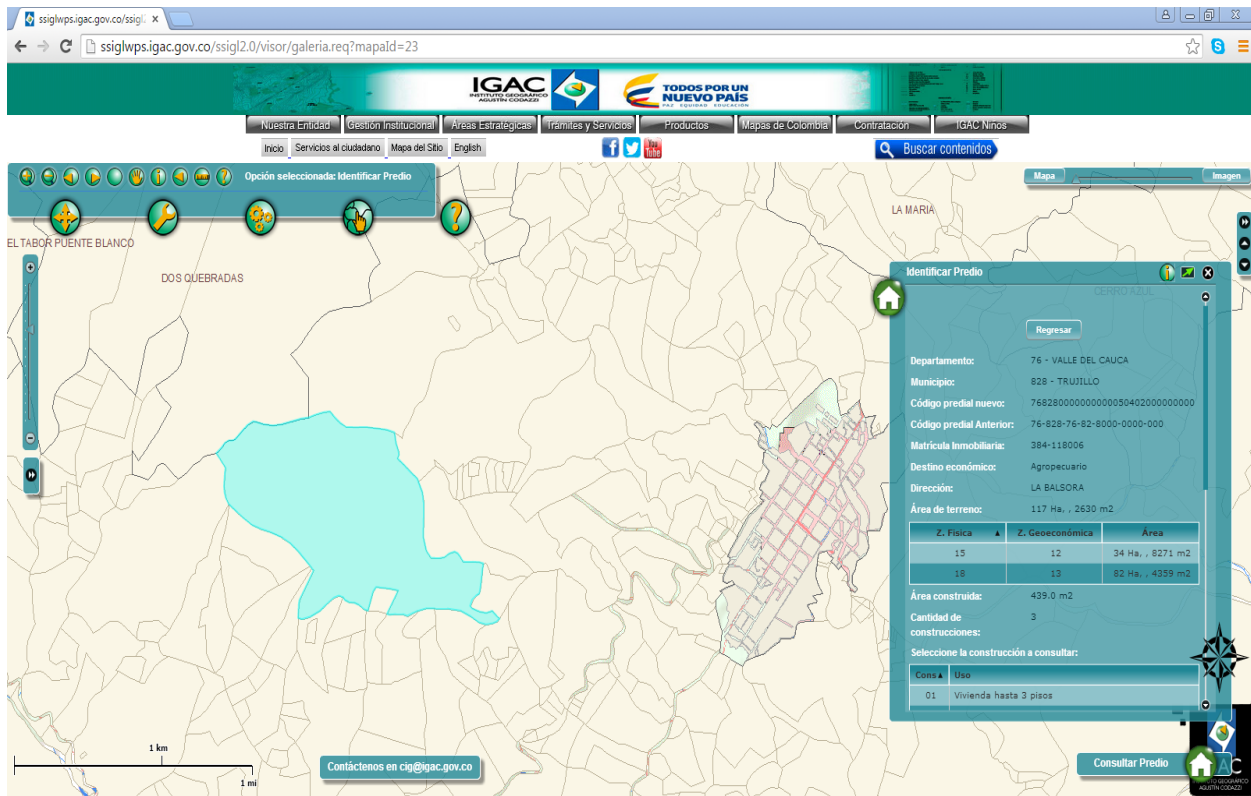 ssiglwps.igac.gov.co/ssigl
ssiglwps.igac.gov.co/ssigl2.0/visor/galeria.req?mapaId=23
IGAC
INSTITUTO GEOGRÁFICO
AGUSTÍN CODAZZI
TODOS POR UN
NUEVO PAÍS
PAZ EQUIDAD EDUCACIÓN
Nuestra Entidad Gestión Institucional Áreas Estratégicas Trámites y Servicios Productos Mapas de Colombia Contratación IGAC Niños
Inicio Servicios al ciudadano Mapa del Sitio English
You Tube
Buscar contenidos
Opción seleccionada: Identificar Predio
Mapa Imagen
LA MARIA
EL TABOR PUENTE BLANCO
DOS QUEBRADAS
CERRO AZUL
Identificar Predio
Regresar
Departamento: 76 - VALLE DEL CAUCA
Municipio: 828 - TRUJILLO
Código predial nuevo: 768280000000000050402000000000
Código predial Anterior: 76-828-76-82-8000-0000-000
Matrícula Inmobiliaria: 384-118006
Destino económico: Agropecuario
Dirección: LA BALSORA
Área de terreno: 117 Ha, , 2630 m2
Z. Física Z. Geoeconómica Área
15 12 34 Ha, , 8271 m2
18 13 82 Ha, , 4359 m2
Área construida: 439.0 m2
Cantidad de construcciones: 3
Seleccione la construcción a consultar:
Cons Uso
01 Vivienda hasta 3 pisos
1 km
1 mi
Contáctenos en cig@igac.gov.co
Consultar Predio
AGUSTÍN CODAZZI